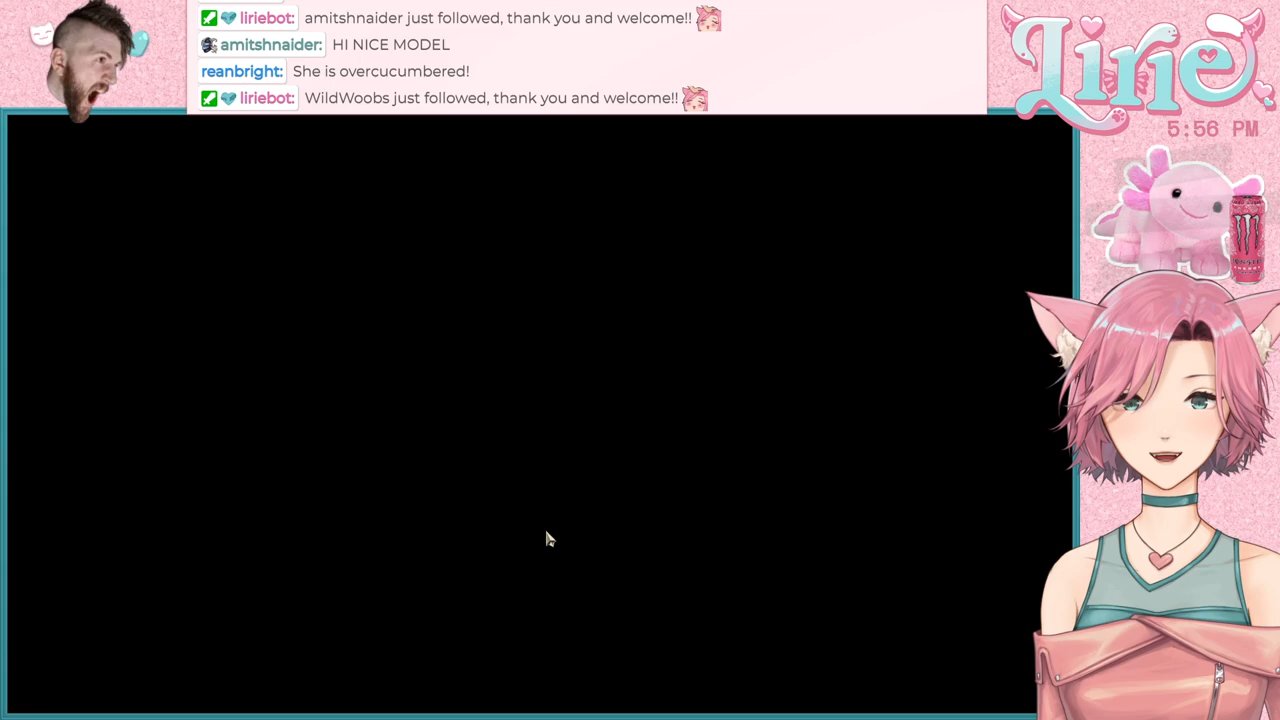 liriebot: amitshnaider just followed, thank you and welcome!!
amitshnaider: HI NICE MODEL
reanbright: She is overcucumbered!
liriebot: WildWoobs just followed, thank you and welcome!!
Lirie
5:56 PM